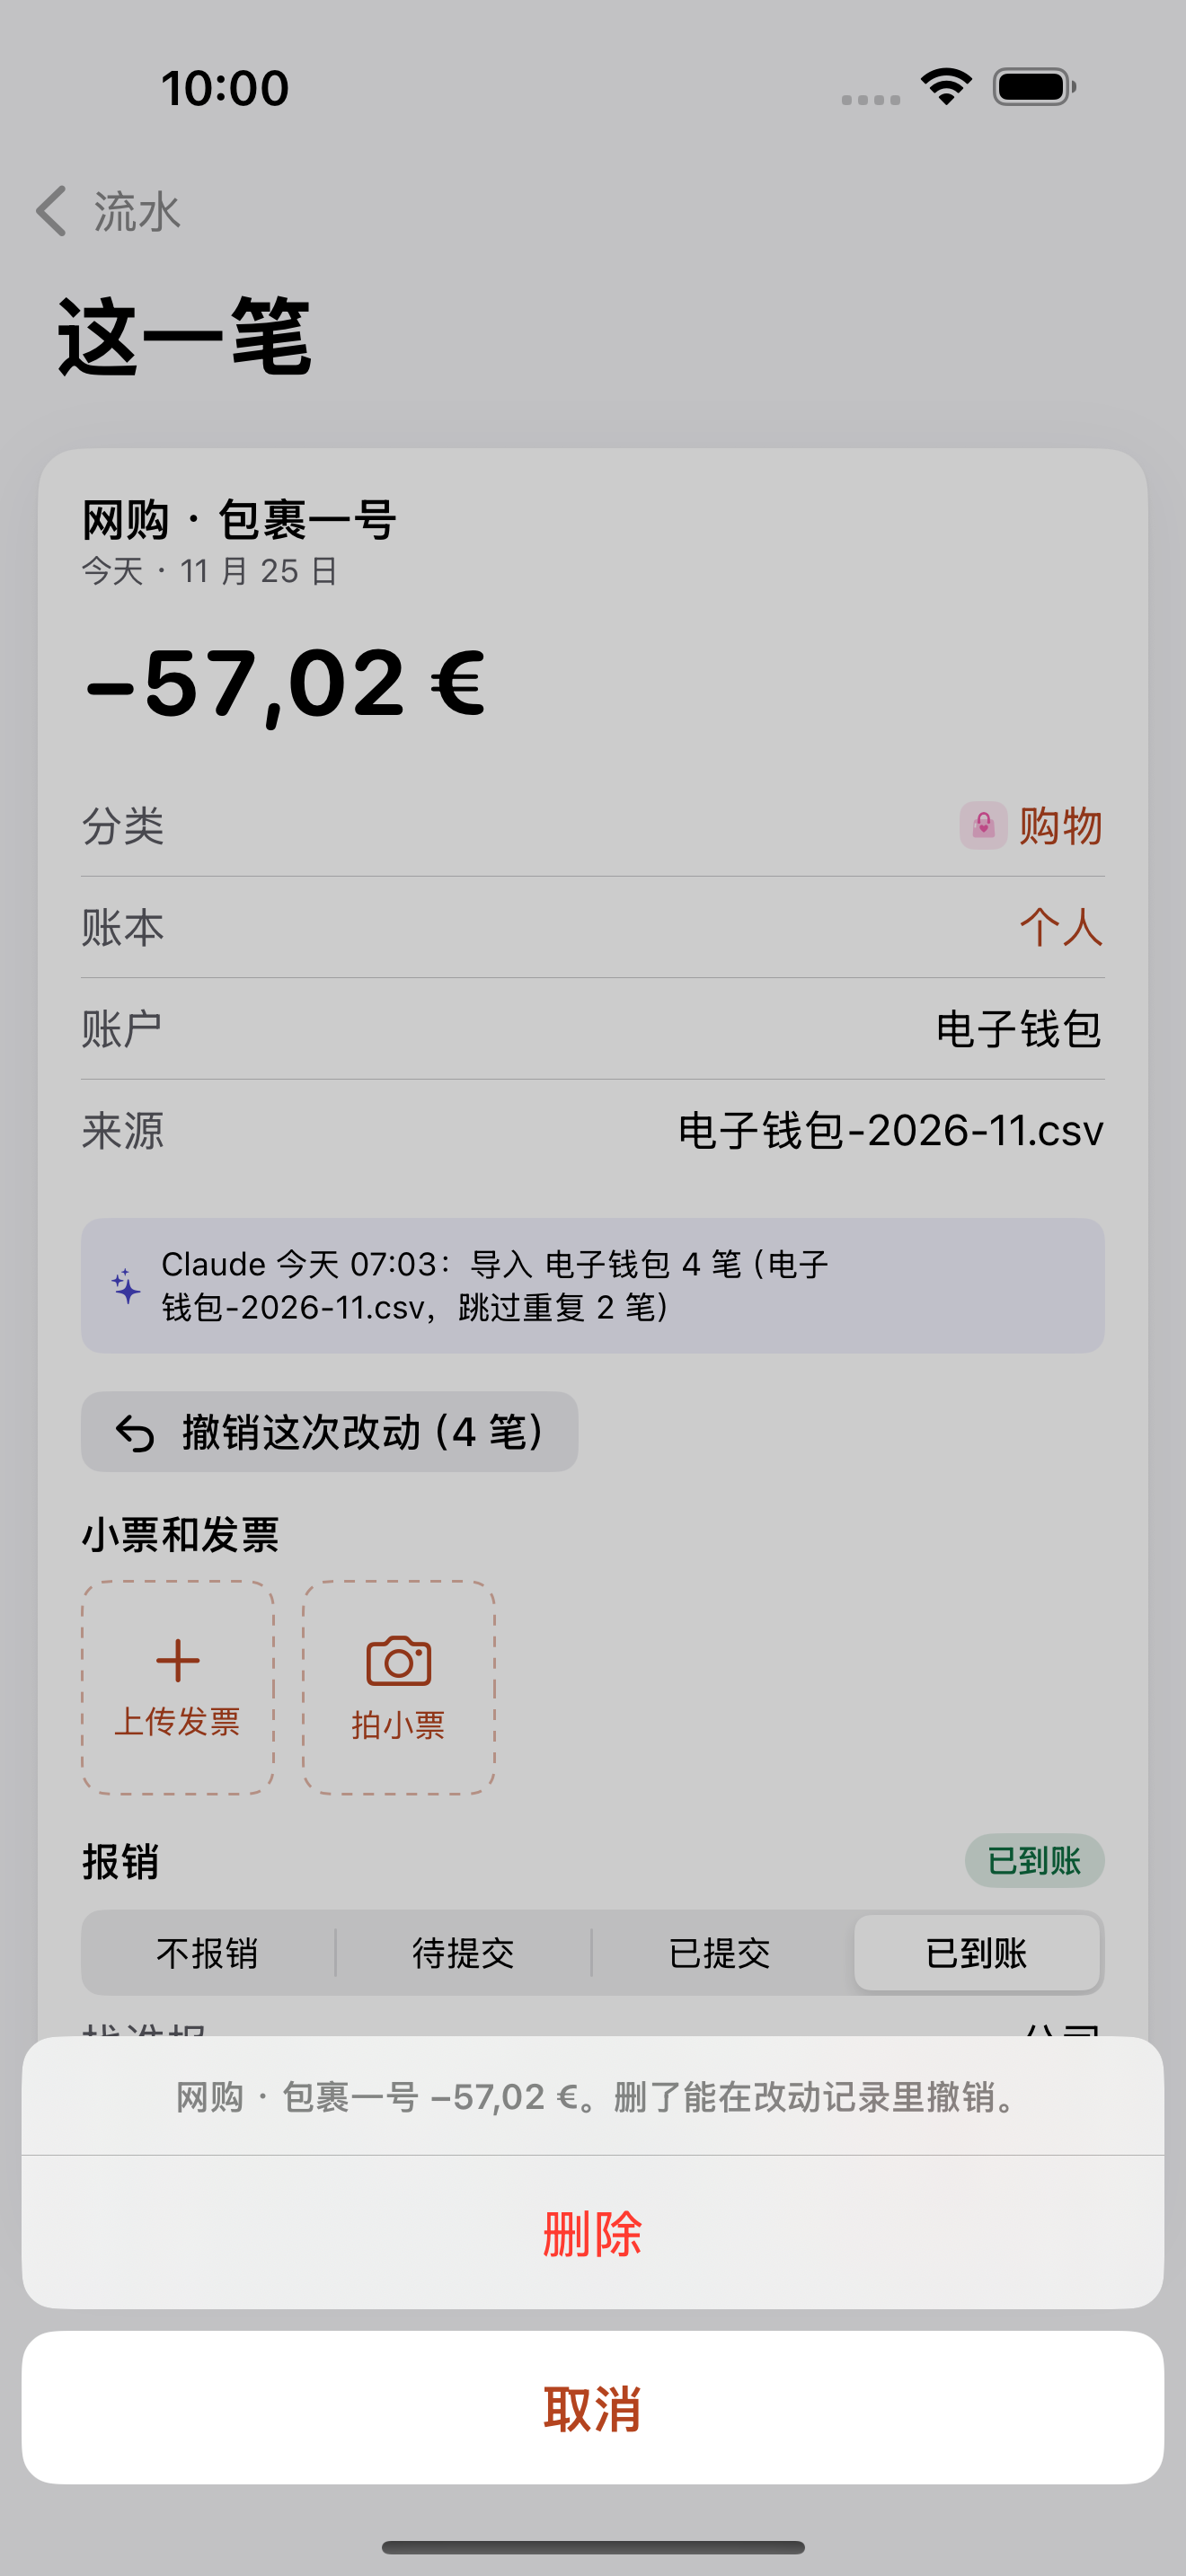 10:00
流水
这一笔
网购 · 包裹一号
今天 · 11 月 25 日
−57,02 €
分类
购物
账本
个人
账户
电子钱包
来源
电子钱包-2026-11.csv
Claude 今天 07:03：导入 电子钱包 4 笔（电子
钱包-2026-11.csv，跳过重复 2 笔）
撤销这次改动（4 笔）
小票和发票
上传发票
拍小票
报销
已到账
不报销
待提交
已提交
已到账
网购 · 包裹一号 −57,02 €。删了能在改动记录里撤销。
删除
取消